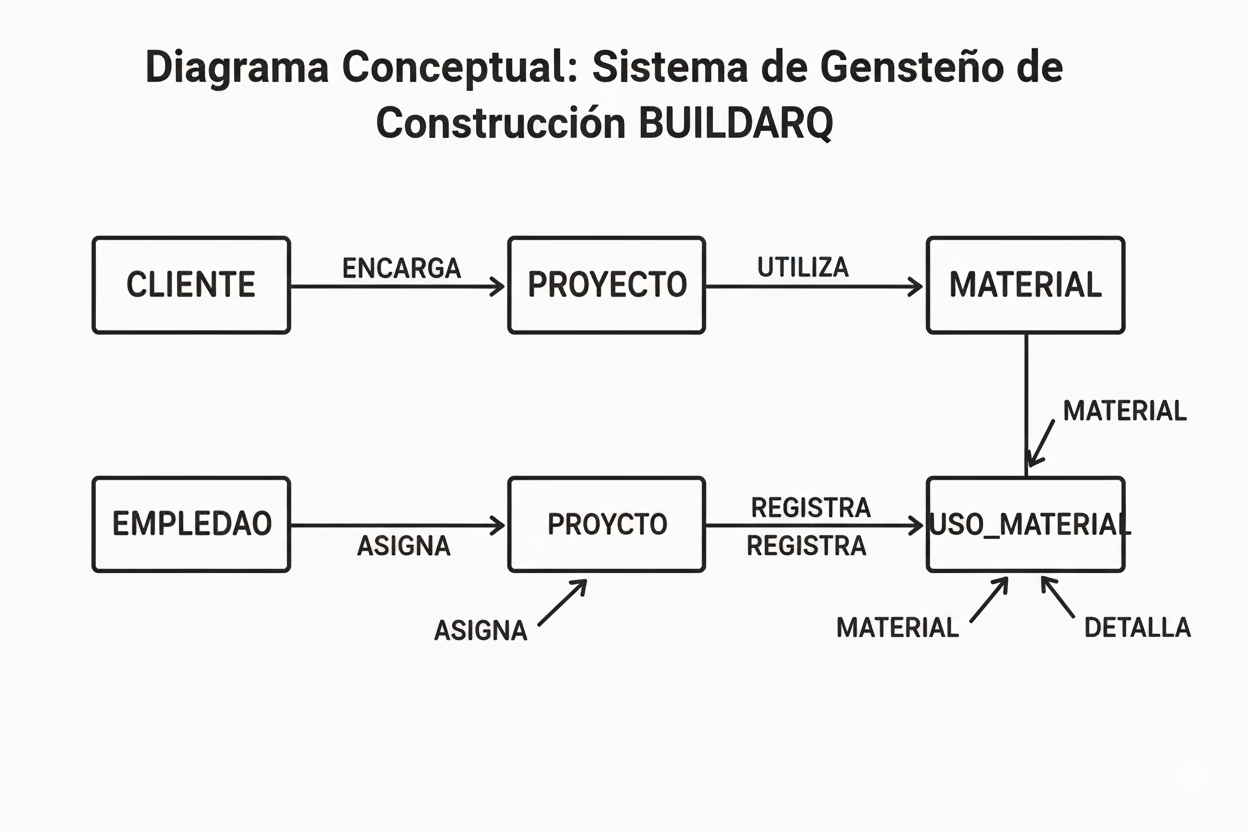 Diagrama Conceptual: Sistema de Gensteño de
Construcción BUILDARQ
CLIENTE
ENCARGA
PROYECTO
UTILIZA
MATERIAL
MATERIAL
EMPLEDAO
ASIGNA
PROYCTO
REGISTRA
REGISTRA
USO_MATERIAL
ASIGNA
MATERIAL
DETALLA